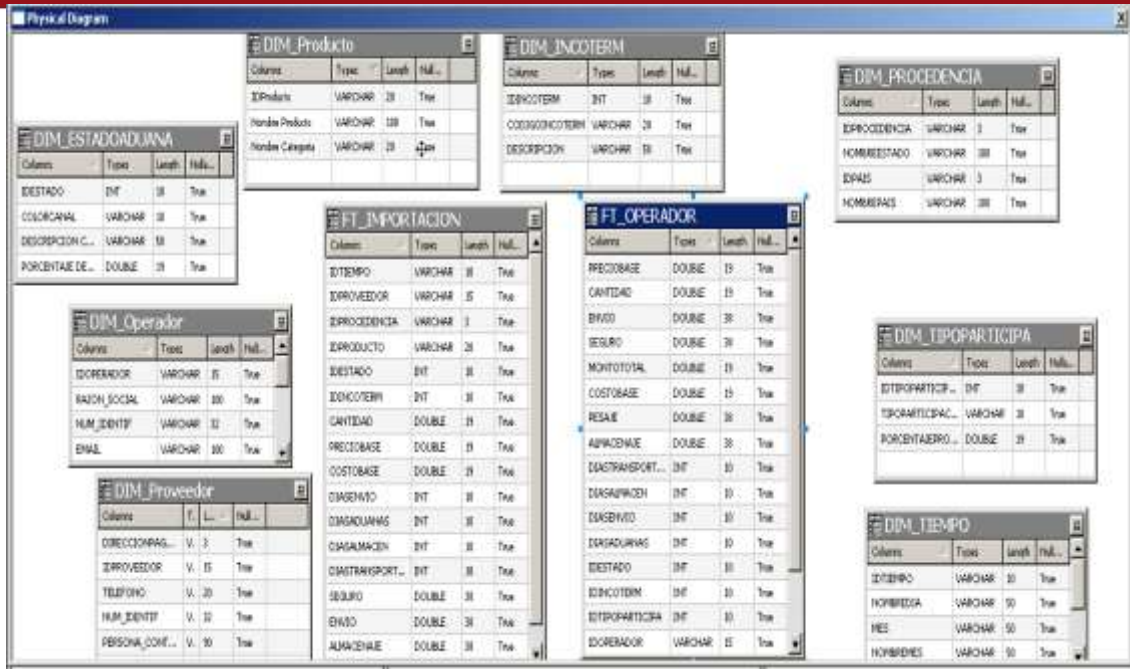 Physical Diagram
DIM_Producto
Columns Types Length Null...
IDProducto VARCHAR 20 True
Nombre Producto VARCHAR 100 True
Nombre Categoria VARCHAR 20
DIM_INCOTERM
Columns Types Length Null...
IDINCOTERM INT 10 True
CODIGOINCOTERM VARCHAR 20 True
DESCRIPCION VARCHAR 50 True
DIM_PROCEDENCIA
Columns Types Length Null...
IDPROCEDENCIA VARCHAR 3 True
NOMBREESTADO VARCHAR 100 True
IDPAIS VARCHAR 3 True
NOMBREPAIS VARCHAR 100 True
DIM_ESTADOADUANA
Columns Types Length Nulla...
IDESTADO INT 10 True
COLORCANAL VARCHAR 10 True
DESCRIPCION C... VARCHAR 50 True
PORCENTAJE DE... DOUBLE 19 True
FT_IMPORTACION
Columns Types Length Null...
IDTIEMPO VARCHAR 10 True
IDPROVEEDOR VARCHAR 15 True
IDPROCEDENCIA VARCHAR 3 True
IDPRODUCTO VARCHAR 20 True
IDESTADO INT 10 True
IDINCOTERM INT 10 True
CANTIDAD DOUBLE 19 True
PRECIOBASE DOUBLE 19 True
COSTOBASE DOUBLE 19 True
DIASENVIO INT 10 True
DIASADUANAS INT 10 True
DIASALMACEN INT 10 True
DIASTRANSPORT... INT 10 True
SEGURO DOUBLE 38 True
ENVIO DOUBLE 38 True
ALMACENAJE DOUBLE 38 True
FT_OPERADOR
Columns Types Length Null...
PRECIOBASE DOUBLE 19 True
CANTIDAD DOUBLE 19 True
ENVIO DOUBLE 38 True
SEGURO DOUBLE 38 True
MONTOTOTAL DOUBLE 19 True
COSTOBASE DOUBLE 19 True
PESAJE DOUBLE 38 True
ALMACENAJE DOUBLE 38 True
DIASTRANSPORT... INT 10 True
DIASALMACEN INT 10 True
DIASENVIO INT 10 True
DIASADUANAS INT 10 True
IDESTADO INT 10 True
IDINCOTERM INT 10 True
IDTIPOPARTICIPA INT 10 True
IDOPERADOR VARCHAR 15 True
DIM_Operador
Columns Types Length Null...
IDOPERADOR VARCHAR 15 True
RAZON_SOCIAL VARCHAR 100 True
NUM_IDENTIF VARCHAR 32 True
EMAIL VARCHAR 100 True
DIM_TIPOPARTICIPA
Columns Types Length Nulla...
IDTIPOPARTICIP... INT 10 True
TIPOPARTICIPAC... VARCHAR 20 True
PORCENTAJEPRO... DOUBLE 19 True
DIM_Proveedor
Columns T. L... Null...
DIRECCIONPAG... V. 3 True
IDPROVEEDOR V. 15 True
TELEFONO V. 20 True
NUM_IDENTIF V. 32 True
PERSONA_CONT... V. 90 True
DIM_TIEMPO
Columns Types Length Null...
IDTIEMPO VARCHAR 10 True
NOMBREDIA VARCHAR 50 True
MES VARCHAR 50 True
NOMBREMES VARCHAR 50 True